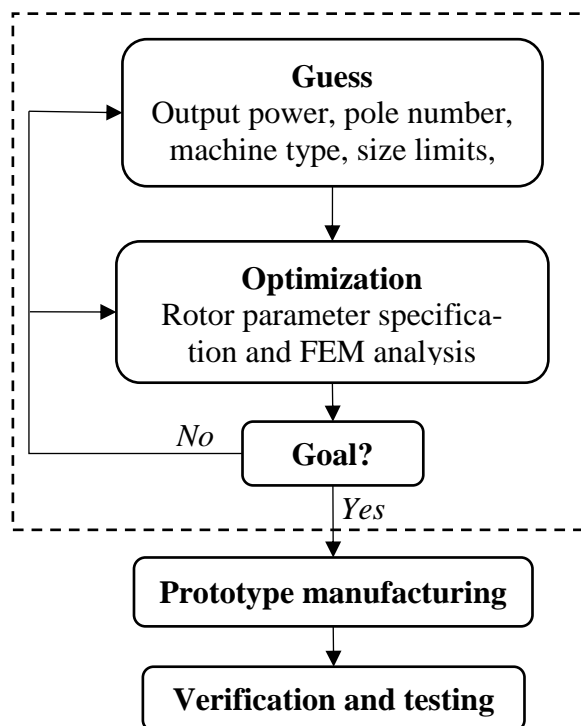 Guess
Output power, pole number,
machine type, size limits,
Optimization
Rotor parameter specifica-
tion and FEM analysis
No
Goal?
Yes
Prototype manufacturing
Verification and testing